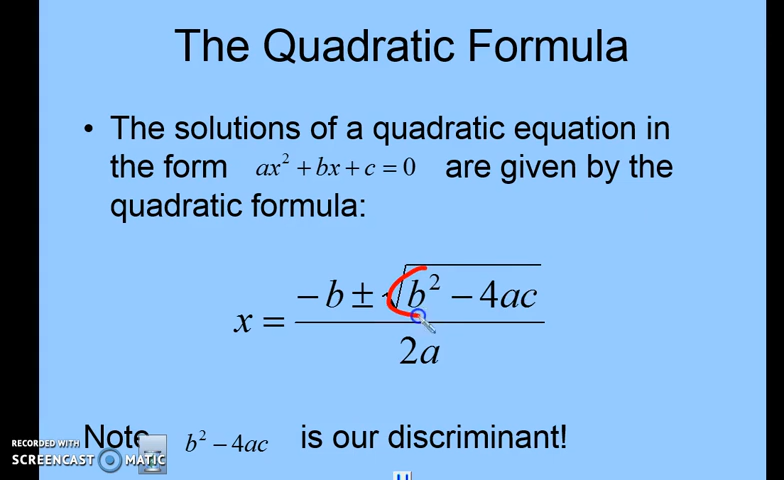 The Quadratic Formula
• The solutions of a quadratic equation in
the form ax² + bx + c = 0 are given by the
quadratic formula:
x = (−b ± √(b² − 4ac)) / 2a
Note b² − 4ac is our discriminant!
RECORDED WITH
SCREENCAST MATIC